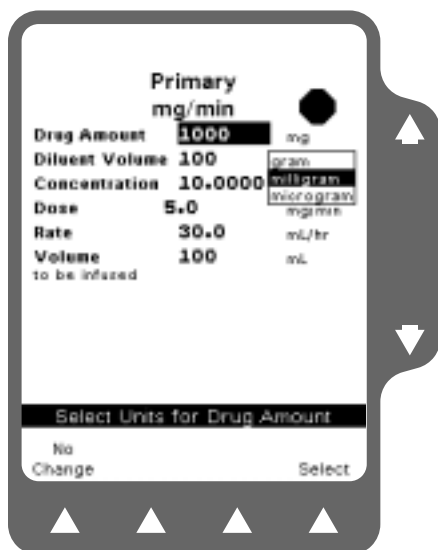 Primary
mg/min
Drug Amount 1000 mg
Diluent Volume 100 gram
Concentration 10.0000 milligram
microgram
Dose 5.0 mg/min
Rate 30.0 mL/hr
Volume 100 mL
to be infused
Select Units for Drug Amount
No
Change Select